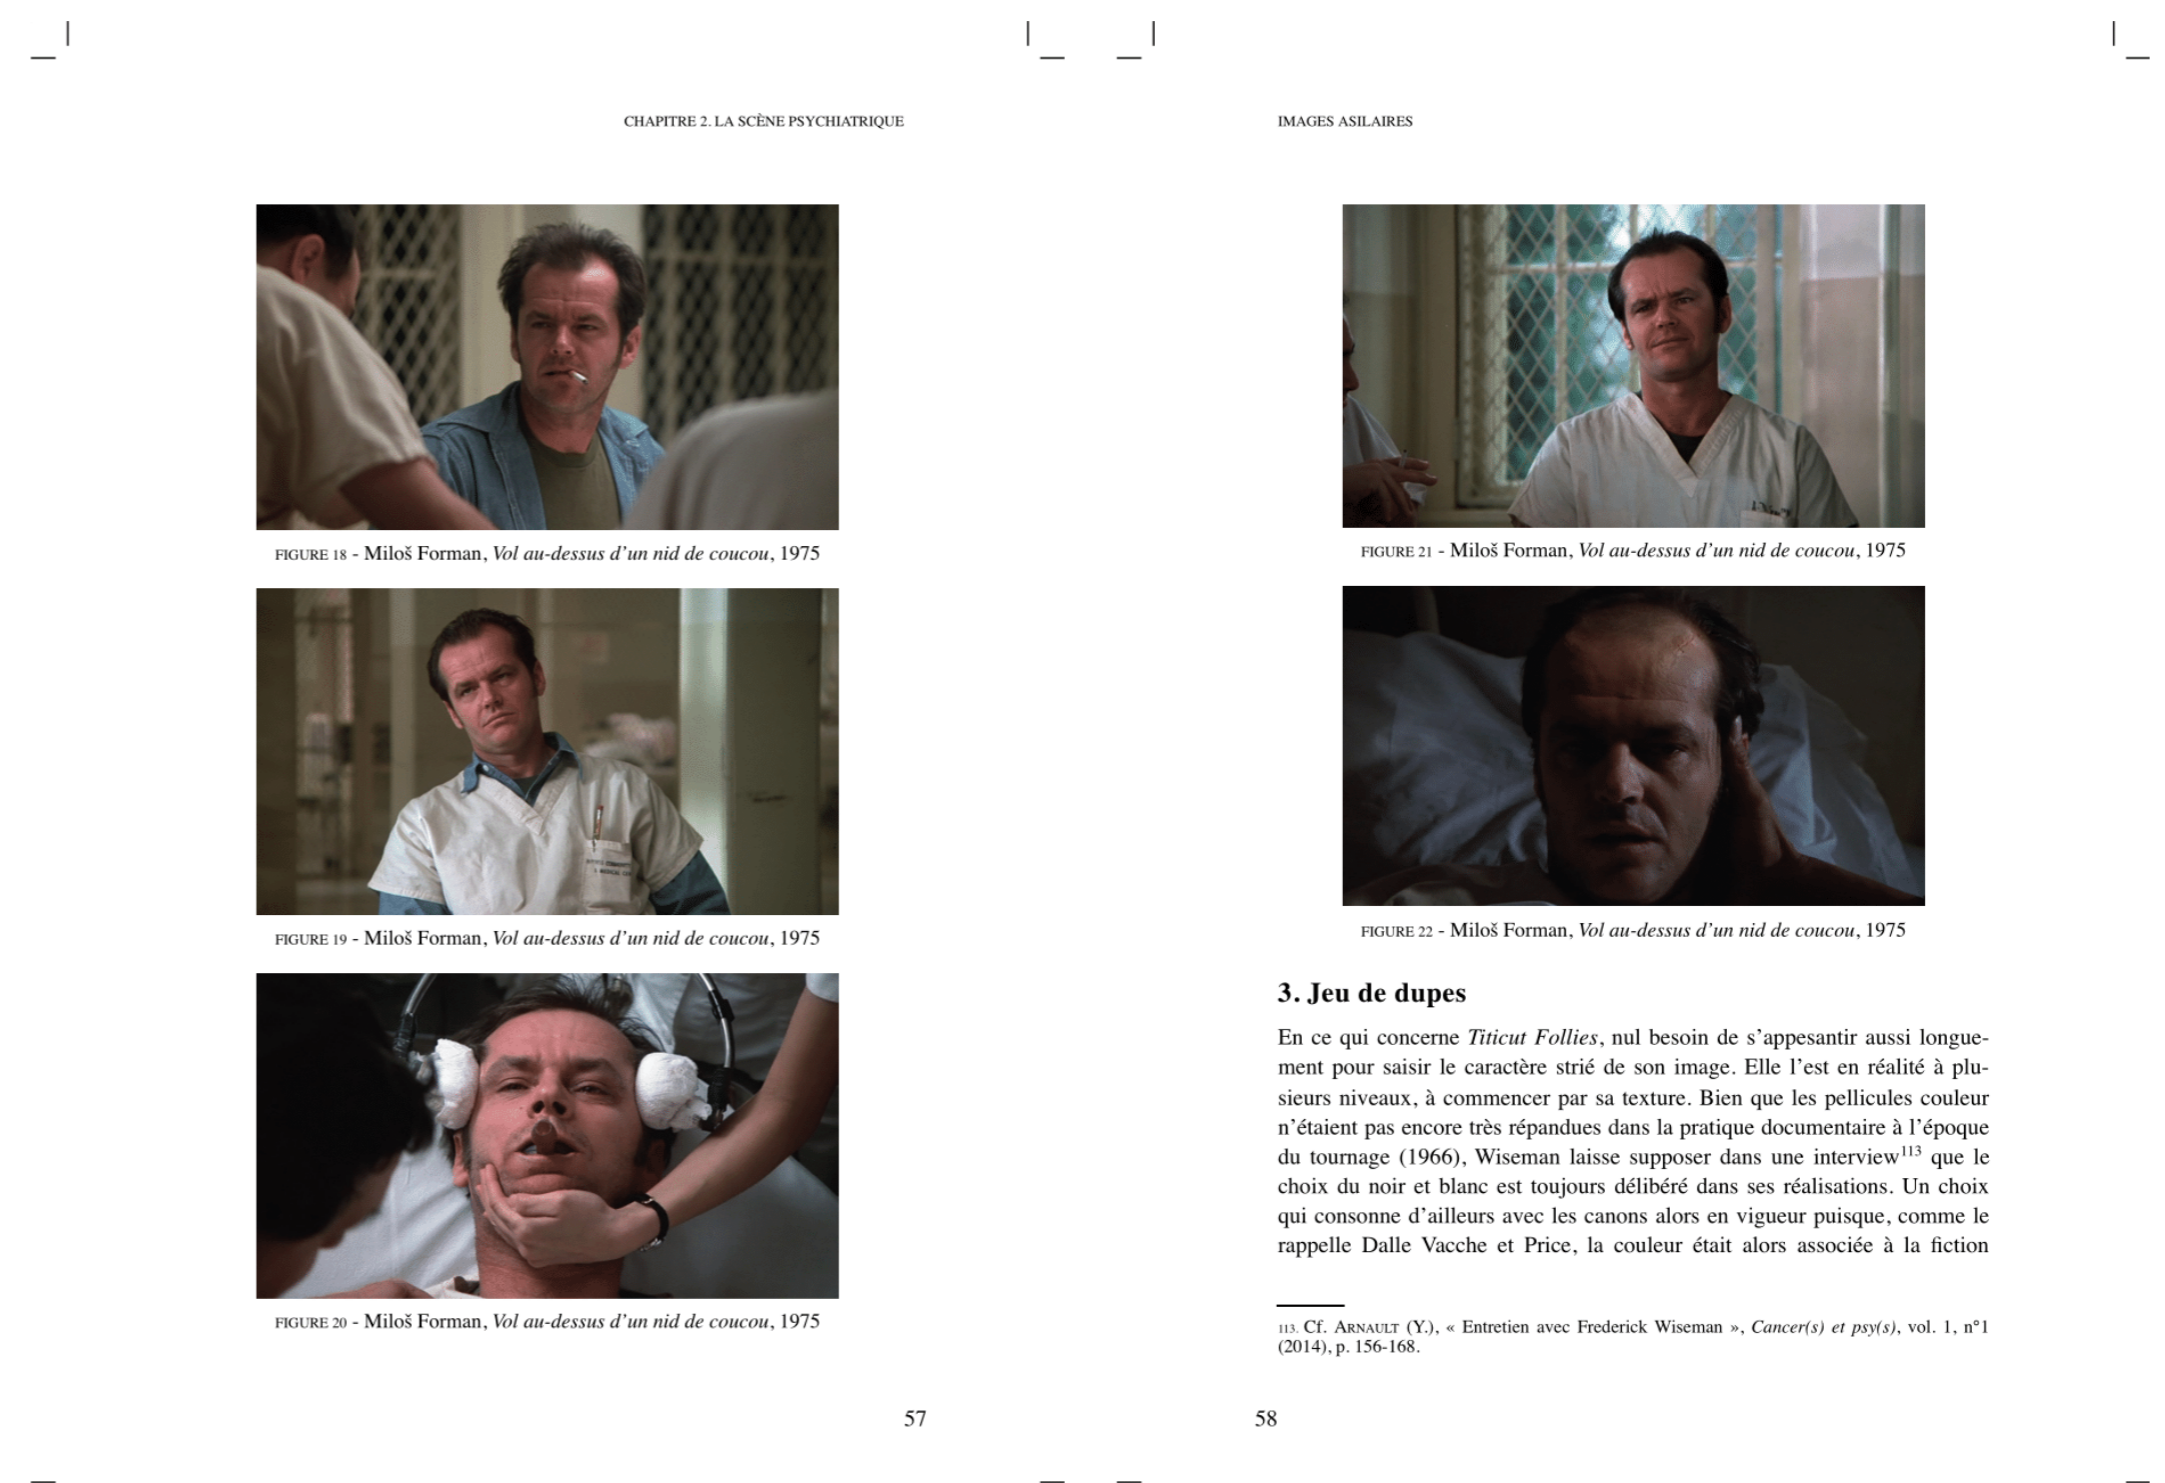 CHAPITRE 2. LA SCÈNE PSYCHIATRIQUE
FIGURE 18 - Miloš Forman, Vol au-dessus d'un nid de coucou, 1975
FIGURE 19 - Miloš Forman, Vol au-dessus d'un nid de coucou, 1975
FIGURE 20 - Miloš Forman, Vol au-dessus d'un nid de coucou, 1975
57
IMAGES ASILAIRES
FIGURE 21 - Miloš Forman, Vol au-dessus d'un nid de coucou, 1975
FIGURE 22 - Miloš Forman, Vol au-dessus d'un nid de coucou, 1975
3. Jeu de dupes
En ce qui concerne Titicut Follies, nul besoin de s'appesantir aussi longue-
ment pour saisir le caractère strié de son image. Elle l'est en réalité à plu-
sieurs niveaux, à commencer par sa texture. Bien que les pellicules couleur
n'étaient pas encore très répandues dans la pratique documentaire à l'époque
du tournage (1966), Wiseman laisse supposer dans une interview113 que le
choix du noir et blanc est toujours délibéré dans ses réalisations. Un choix
qui consonne d'ailleurs avec les canons alors en vigueur puisque, comme le
rappelle Dalle Vacche et Price, la couleur était alors associée à la fiction
113. Cf. ARNAULT (Y.), « Entretien avec Frederick Wiseman », Cancer(s) et psy(s), vol. 1, n°1
(2014), p. 156-168.
58